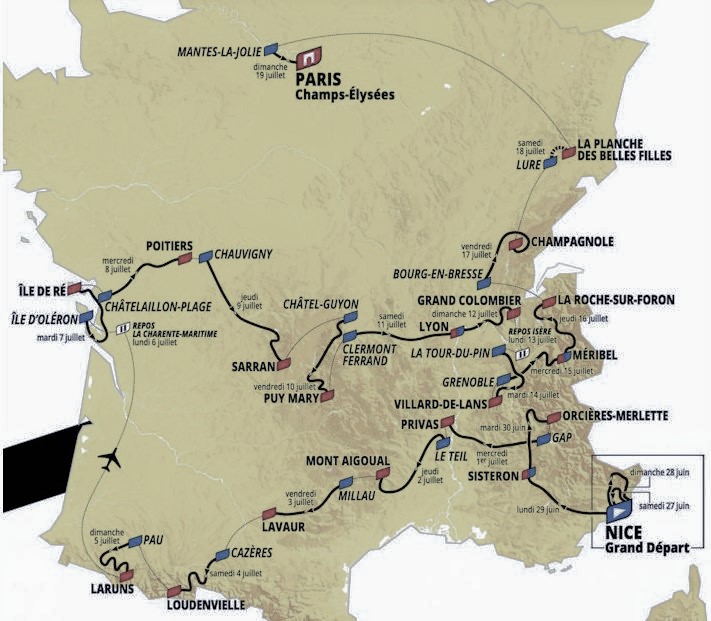 MANTES-LA-JOLIE
dimanche
19 juillet
PARIS
Champs-Élysées
samedi
18 juillet
LA PLANCHE
DES BELLES FILLES
LURE
POITIERS
CHAUVIGNY
mercredi
8 juillet
vendredi
17 juillet
CHAMPAGNOLE
BOURG-EN-BRESSE
ÎLE DE RÉ
CHÂTELAILLON-PLAGE
ÎLE D'OLÉRON
mardi 7 juillet
REPOS
LA CHARENTE-MARITIME
lundi 6 juillet
jeudi
9 juillet
CHÂTEL-GUYON
samedi
11 juillet
GRAND COLOMBIER
dimanche 12 juillet
LYON
LA ROCHE-SUR-FORON
jeudi 16 juillet
CLERMONT
FERRAND
REPOS ISÈRE
lundi 13 juillet
LA TOUR-DU-PIN
MÉRIBEL
mercredi 15 juillet
SARRAN
vendredi 10 juillet
PUY MARY
GRENOBLE
mardi 14 juillet
VILLARD-DE-LANS
ORCIÈRES-MERLETTE
PRIVAS
mardi 30 juin
GAP
LE TEIL
mercredi
1er juillet
MONT AIGOUAL
jeudi
2 juillet
SISTERON
dimanche 28 juin
MILLAU
vendredi
3 juillet
LAVAUR
lundi 29 juin
samedi 27 juin
NICE
Grand Départ
dimanche
5 juillet
PAU
CAZÈRES
samedi 4 juillet
LARUNS
LOUDENVIELLE